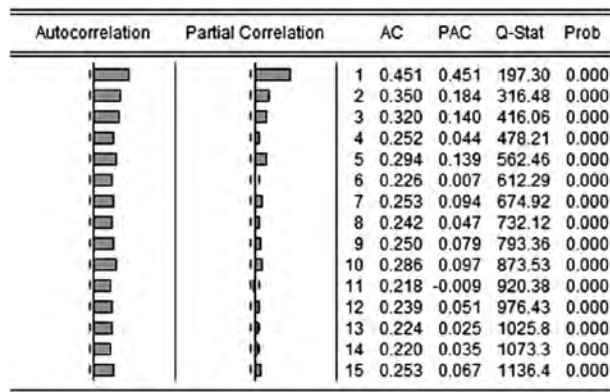 Autocorrelation Partial Correlation AC PAC Q-Stat Prob
1 0.451 0.451 197.30 0.000
2 0.350 0.184 316.48 0.000
3 0.320 0.140 416.06 0.000
4 0.252 0.044 478.21 0.000
5 0.294 0.139 562.46 0.000
6 0.226 0.007 612.29 0.000
7 0.253 0.094 674.92 0.000
8 0.242 0.047 732.12 0.000
9 0.250 0.079 793.36 0.000
10 0.286 0.097 873.53 0.000
11 0.218 -0.009 920.38 0.000
12 0.239 0.051 976.43 0.000
13 0.224 0.025 1025.8 0.000
14 0.220 0.035 1073.3 0.000
15 0.253 0.067 1136.4 0.000